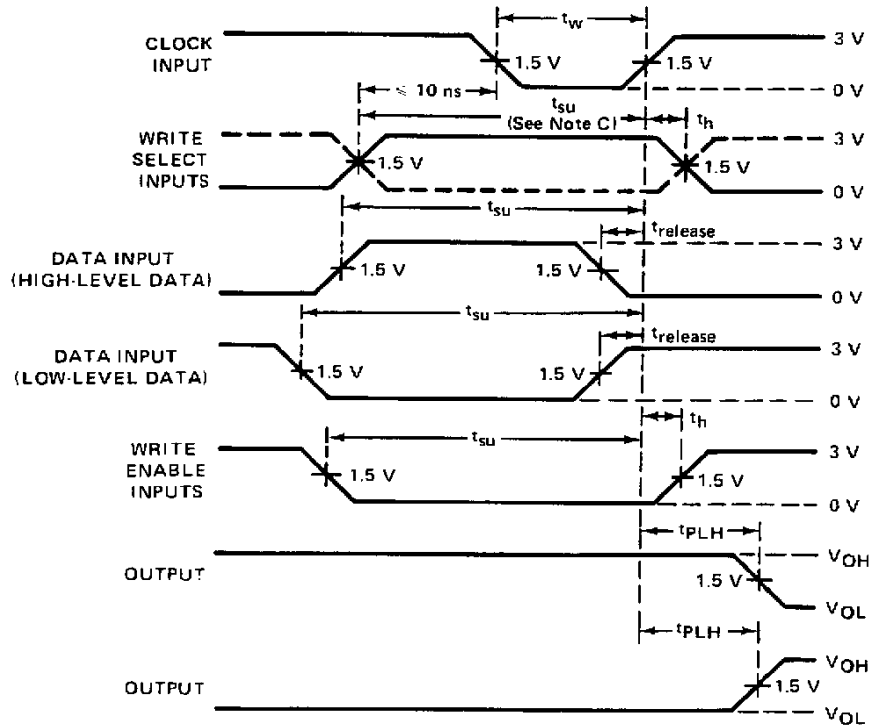 tw
CLOCK
INPUT
3 V
1.5 V
1.5 V
0 V
≤ 10 ns
tsu
(See Note C)
th
WRITE
SELECT
INPUTS
3 V
1.5 V
1.5 V
0 V
tsu
trelease
DATA INPUT
(HIGH-LEVEL DATA)
3 V
1.5 V
1.5 V
0 V
tsu
trelease
DATA INPUT
(LOW-LEVEL DATA)
3 V
1.5 V
1.5 V
0 V
th
tsu
WRITE
ENABLE
INPUTS
3 V
1.5 V
1.5 V
0 V
tPLH
OUTPUT
VOH
1.5 V
VOL
tPLH
OUTPUT
VOH
1.5 V
VOL